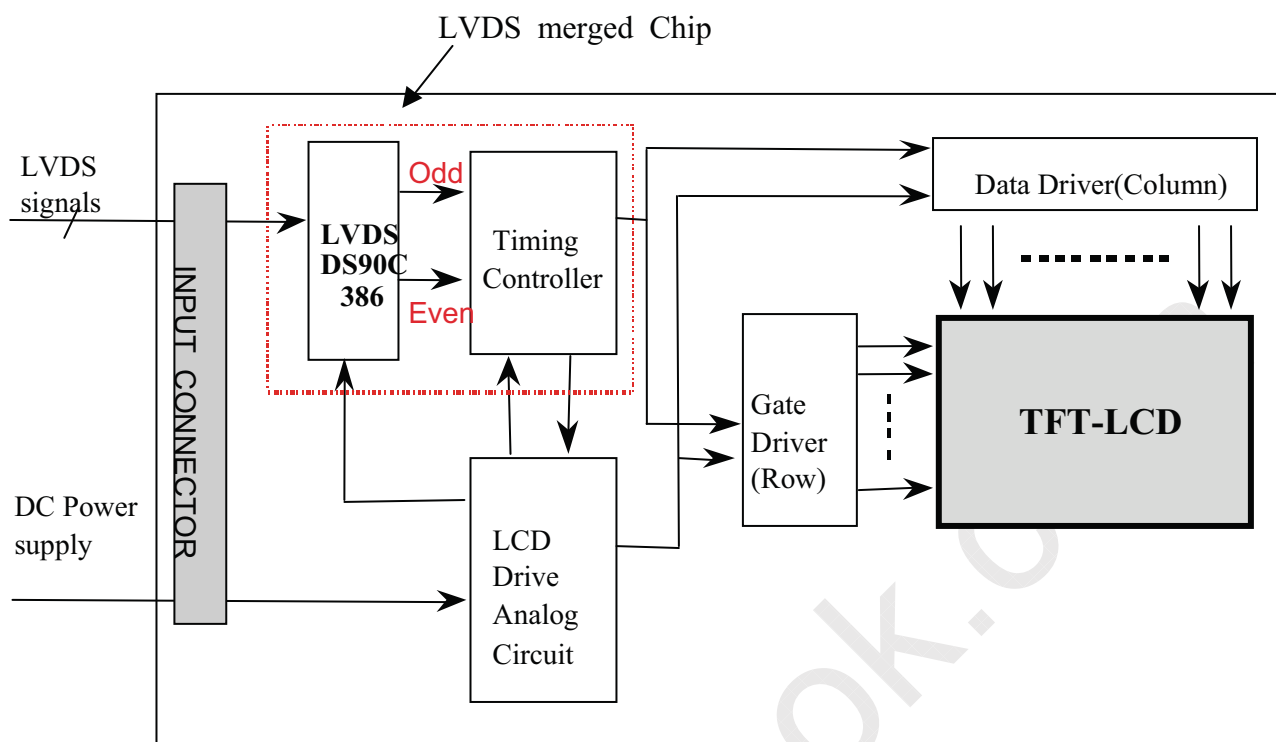 LVDS merged Chip
LVDS
signals
INPUT CONNECTOR
DC Power
supply
LVDS
DS90C
386
Odd
Even
Timing
Controller
LCD
Drive
Analog
Circuit
Data Driver(Column)
Gate
Driver
(Row)
TFT-LCD
ok.c